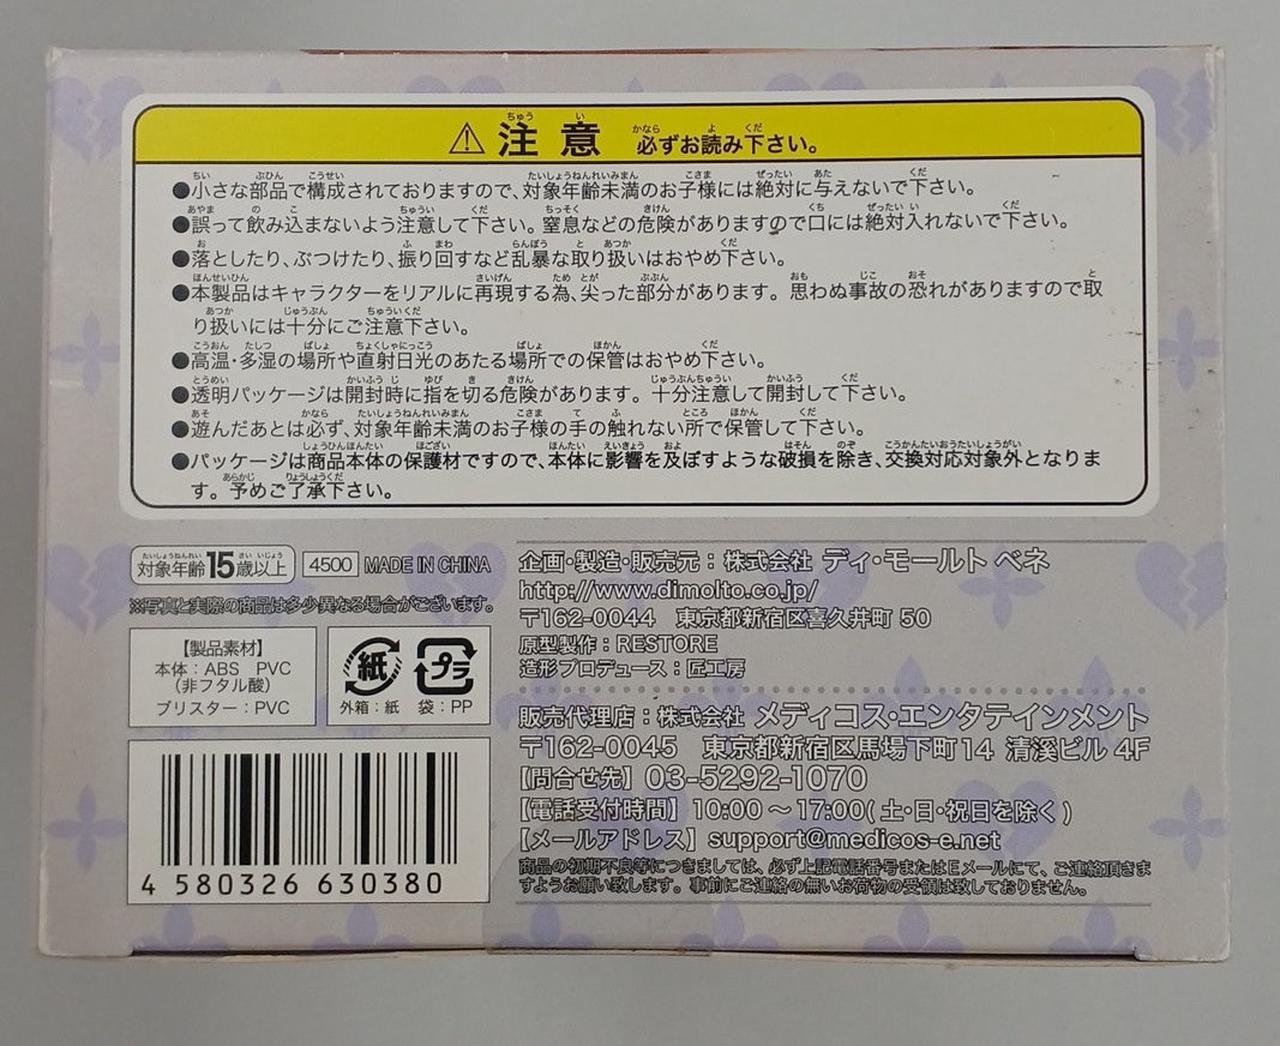 ⚠注意 必ずお読み下さい。
●小さな部品で構成されておりますので、対象年齢未満のお子様には絶対に与えないで下さい。
●誤って飲み込まないよう注意して下さい。窒息などの危険がありますので口には絶対入れないで下さい。
●落としたり、ぶつけたり、振り回すなど乱暴な取り扱いはおやめ下さい。
●本製品はキャラクターをリアルに再現する為、尖った部分があります。思わぬ事故の恐れがありますので取
り扱いには十分にご注意下さい。
●高温・多湿の場所や直射日光のあたる場所での保管はおやめ下さい。
●透明パッケージは開封時に指を切る危険があります。十分注意して開封して下さい。
●遊んだあとは必ず、対象年齢未満のお子様の手の触れない所で保管して下さい。
●パッケージは商品本体の保護材ですので、本体に影響を及ぼすような破損を除き、交換対応対象外となりま
す。予めご了承下さい。
対象年齢15歳以上 4500 MADE IN CHINA
※写真と実際の商品は多少異なる場合がございます。
【製品素材】
本体：ABS PVC
（非フタル酸）
ブリスター：PVC
紙 プラ
外箱：紙 袋：PP
4 580326 630380
企画・製造・販売元：株式会社 ディ・モールト ベネ
http://www.dimolto.co.jp/
〒162-0044 東京都新宿区喜久井町 50
原型製作：RESTORE
造形プロデュース：匠工房
販売代理店：株式会社 メディコス・エンタテインメント
〒162-0045 東京都新宿区馬場下町14 清溪ビル 4F
【問合せ先】03-5292-1070
【電話受付時間】10:00 ～17:00(土・日・祝日を除く)
【メールアドレス】support@medicos-e.net
商品の初期不良等につきましては、必ず上記電話番号またはEメールにて、ご連絡頂きま
すようお願い致します。事前にご連絡の無いお荷物の受領は致しておりません。